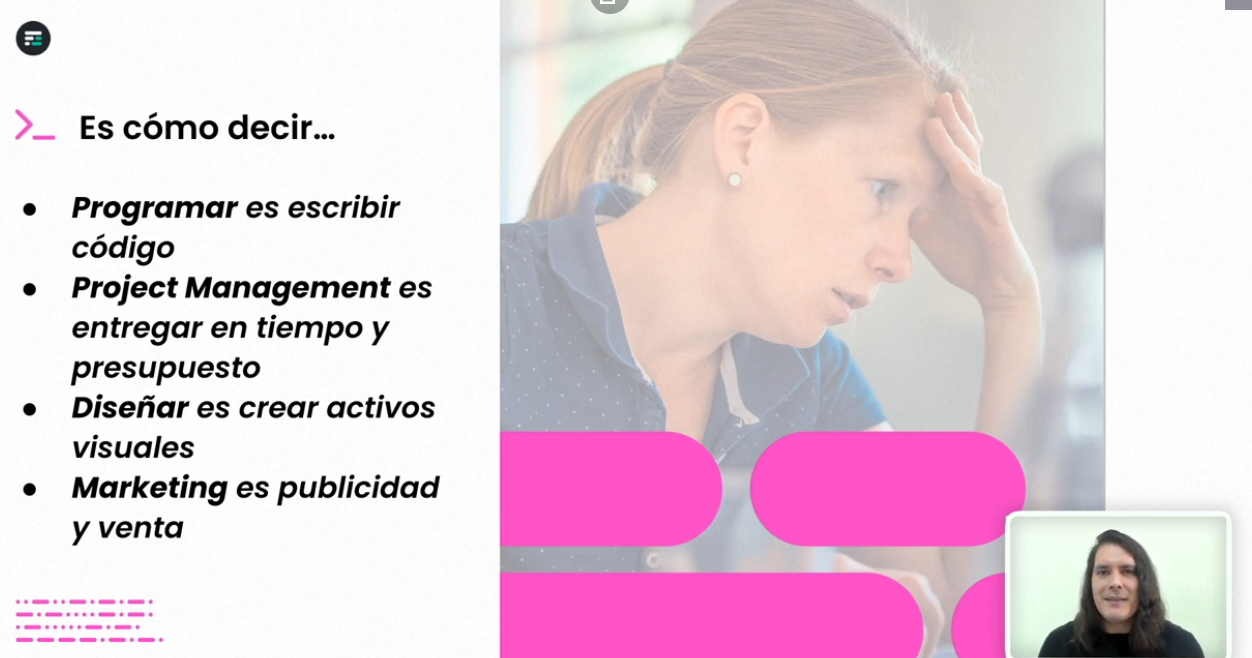 Es cómo decir...
● Programar es escribir
código
● Project Management es
entregar en tiempo y
presupuesto
● Diseñar es crear activos
visuales
● Marketing es publicidad
y venta